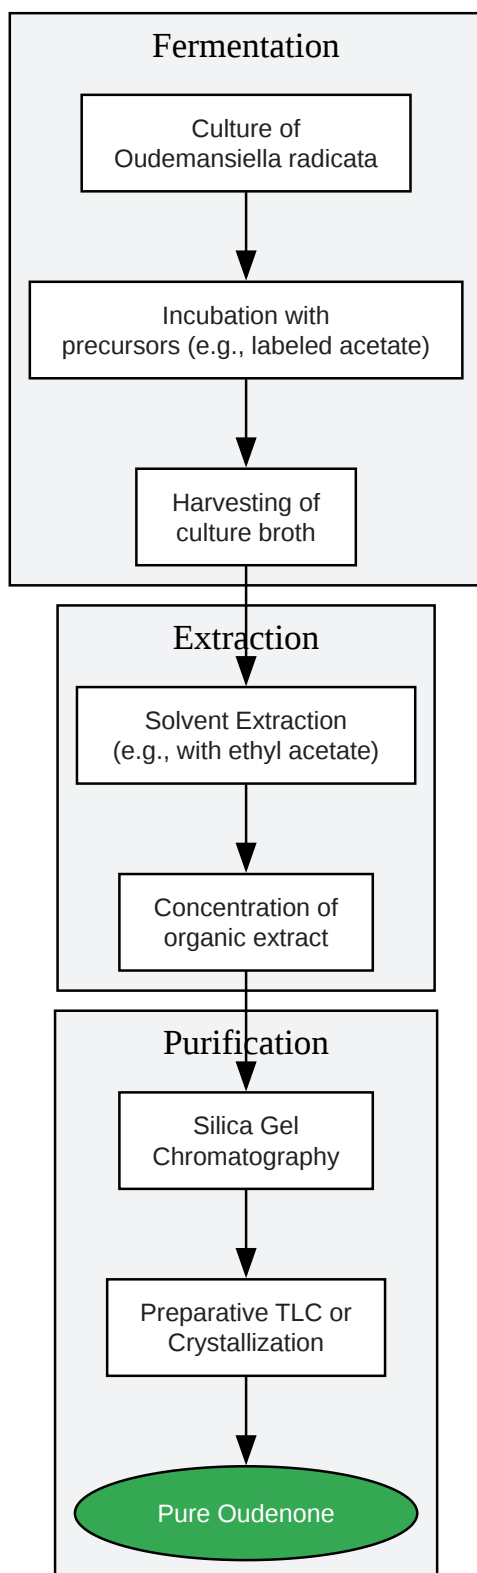 Fermentation
Culture of
Oudemansiella radicata
Incubation with
precursors (e.g., labeled acetate)
Harvesting of
culture broth
Extraction
Solvent Extraction
(e.g., with ethyl acetate)
Concentration of
organic extract
Purification
Silica Gel
Chromatography
Preparative TLC or
Crystallization
Pure Oudenone